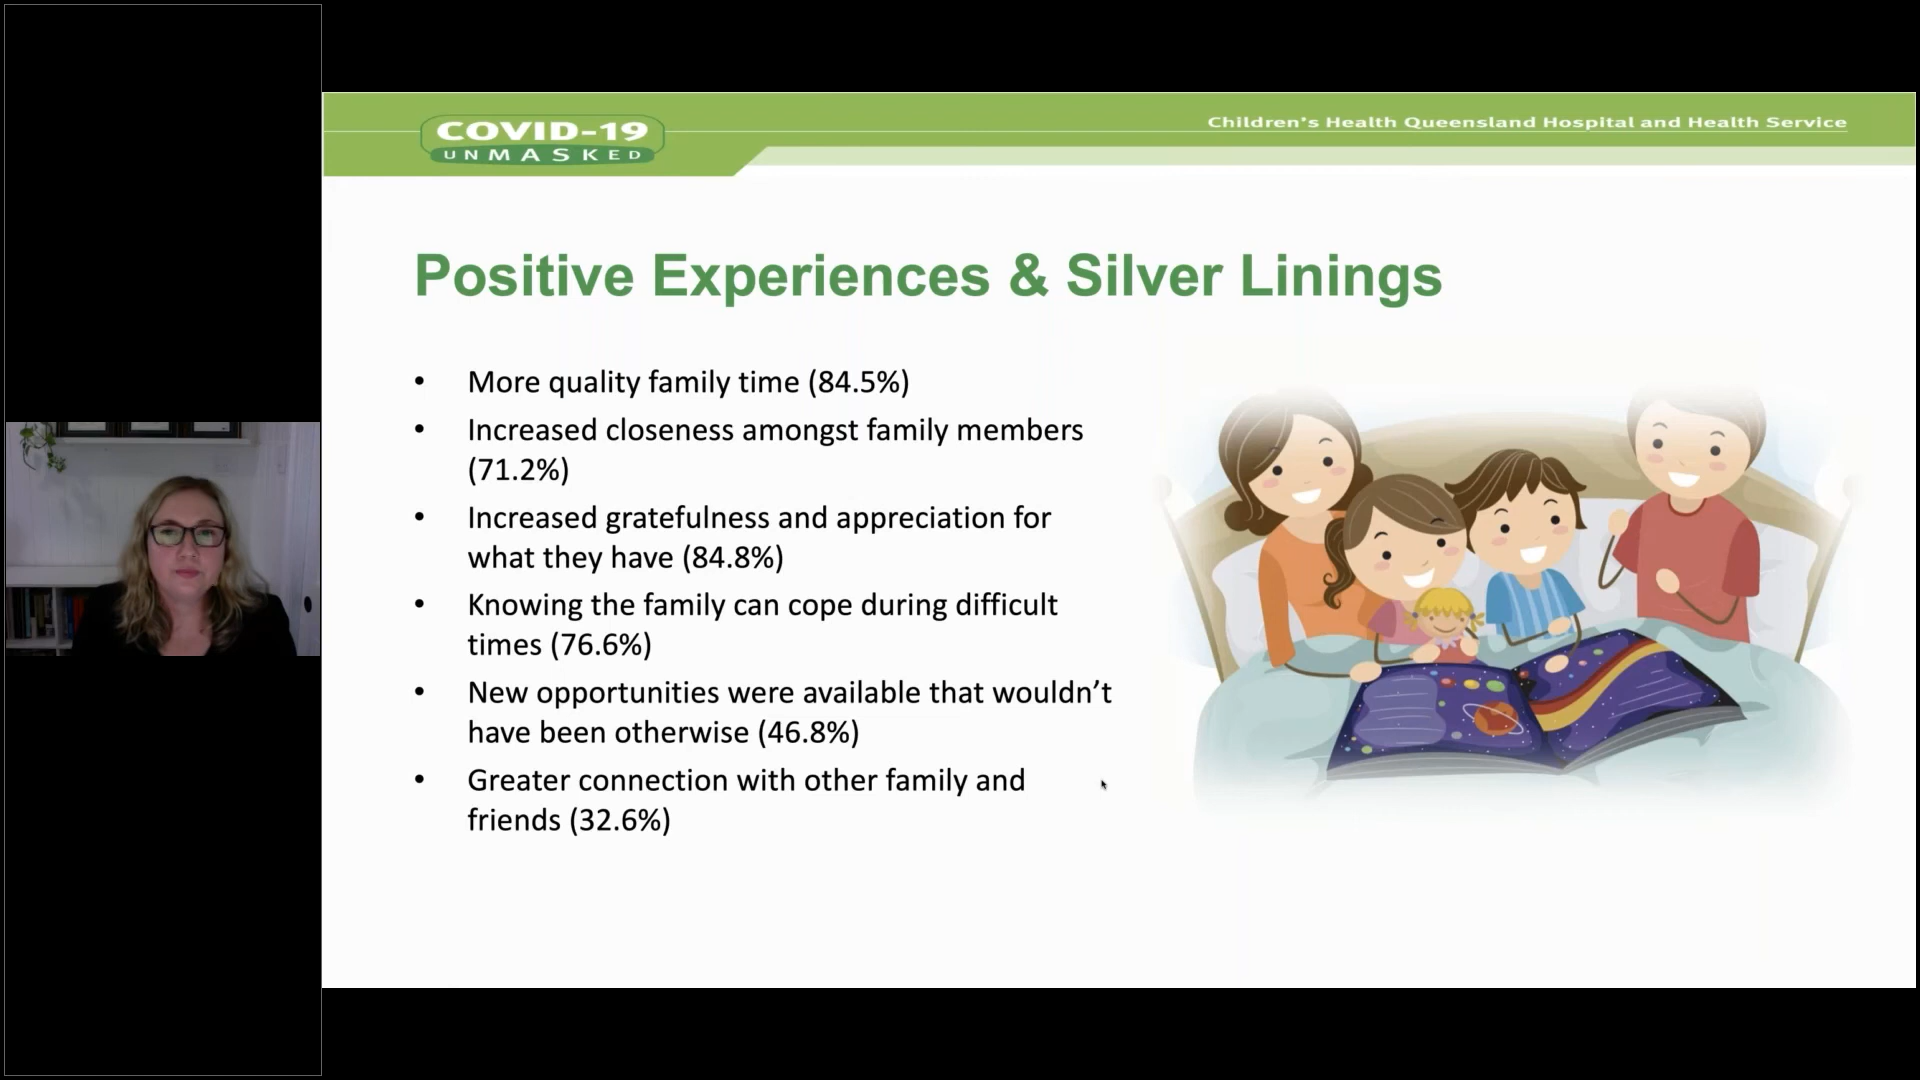 COVID-19
UNMASKED
Children's Health Queensland Hospital and Health Service
Positive Experiences & Silver Linings
• More quality family time (84.5%)
• Increased closeness amongst family members
(71.2%)
• Increased gratefulness and appreciation for
what they have (84.8%)
• Knowing the family can cope during difficult
times (76.6%)
• New opportunities were available that wouldn’t
have been otherwise (46.8%)
• Greater connection with other family and
friends (32.6%)